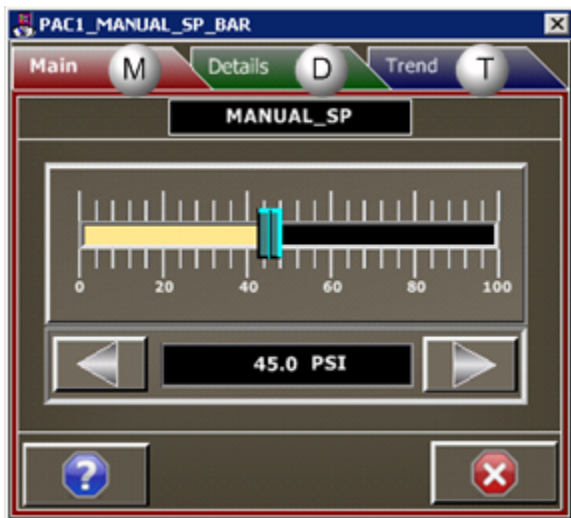 PAC1_MANUAL_SP_BAR
Main M Details D Trend T
MANUAL_SP
0 20 40 60 80 100
45.0 PSI
?